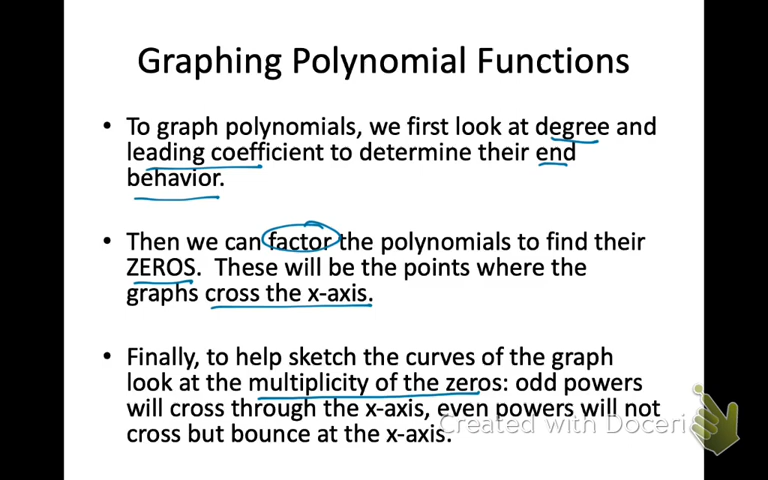 Graphing Polynomial Functions
• To graph polynomials, we first look at degree and
leading coefficient to determine their end
behavior.
• Then we can factor the polynomials to find their
ZEROS. These will be the points where the
graphs cross the x-axis.
• Finally, to help sketch the curves of the graph
look at the multiplicity of the zeros: odd powers
will cross through the x-axis, even powers will not
cross but bounce at the x-axis.
Created with Doceri